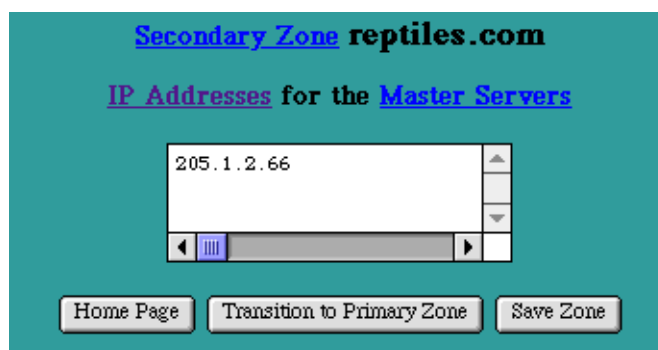 Secondary Zone reptiles.com
IP Addresses for the Master Servers
205.1.2.66
Home Page Transition to Primary Zone Save Zone